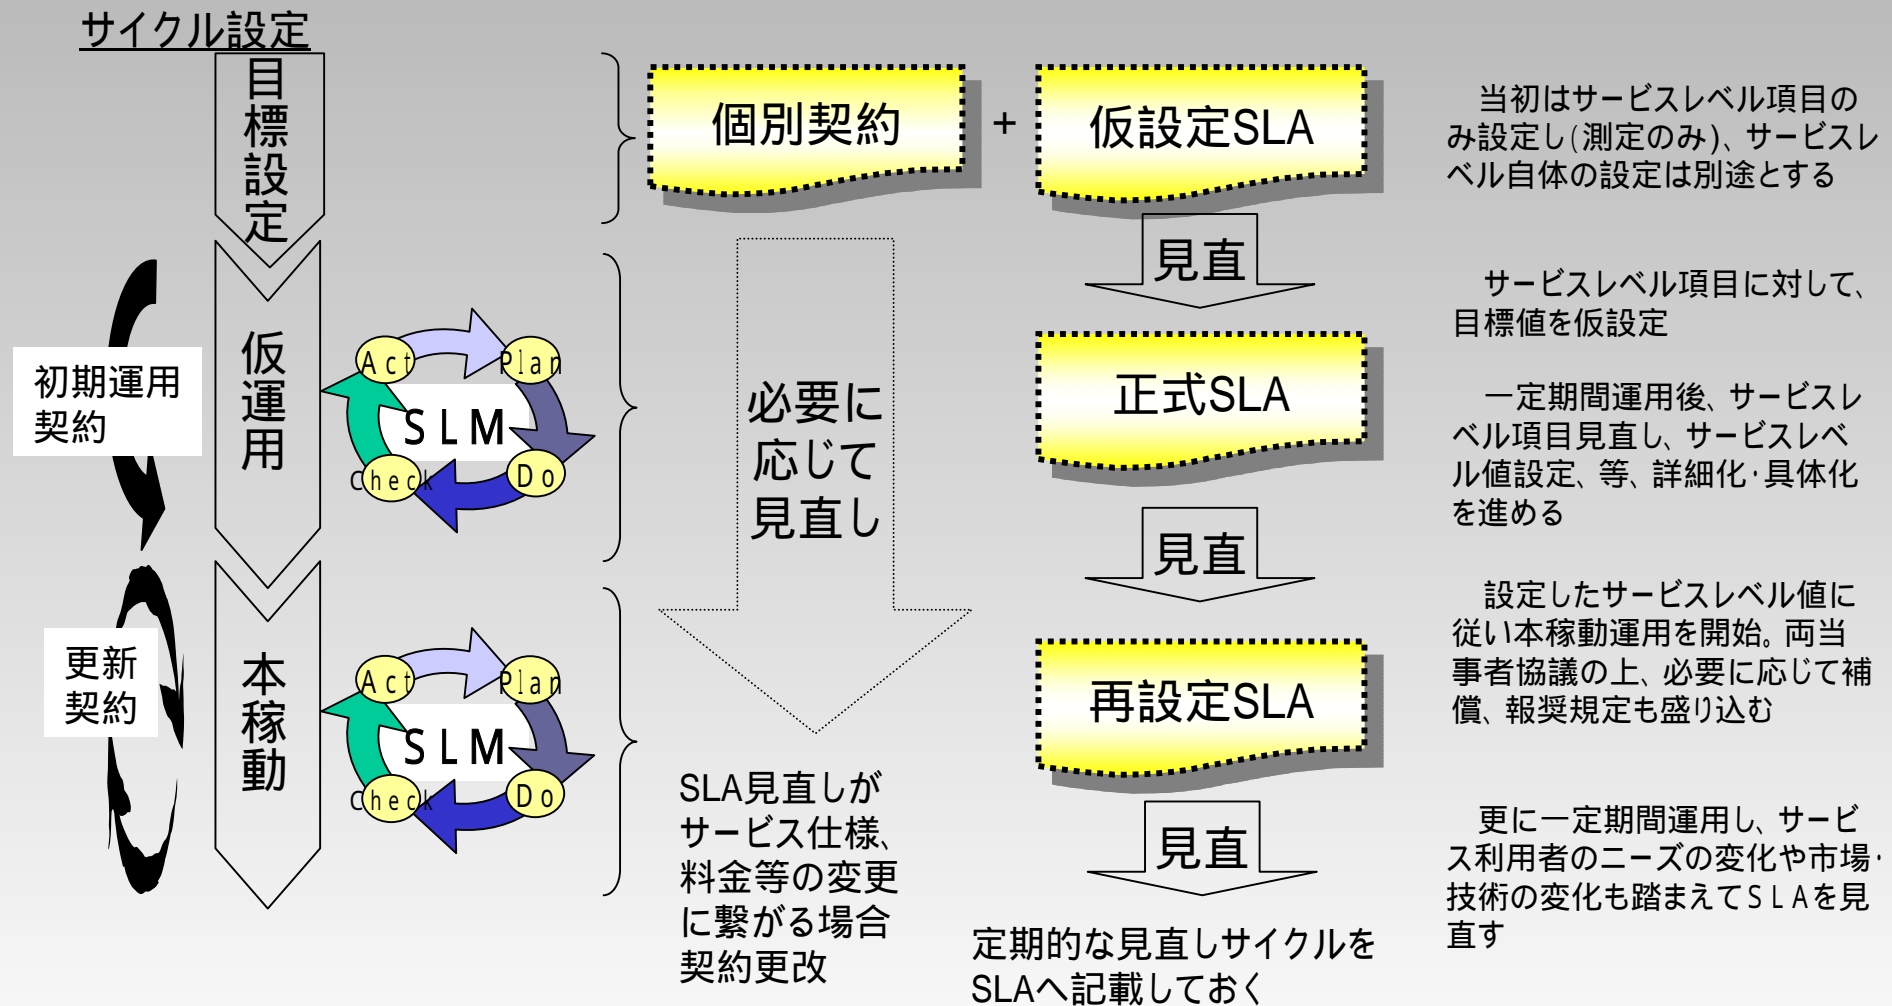 サイクル設定
目標設定
個別契約
+
仮設定SLA
当初はサービスレベル項目の
み設定し(測定のみ)、サービスレ
ベル自体の設定は別途とする
見直
サービスレベル項目に対して、
目標値を仮設定
初期運用
契約
仮運用
Act
Plan
SLM
Check
Do
必要に
応じて
見直し
正式SLA
一定期間運用後、サービスレ
ベル項目見直し、サービスレベ
ル値設定、等、詳細化・具体化
を進める
見直
更新
契約
本稼動
Act
Plan
SLM
Check
Do
再設定SLA
設定したサービスレベル値に
従い本稼動運用を開始。両当
事者協議の上、必要に応じて補
償、報奨規定も盛り込む
SLA見直しが
サービス仕様、
料金等の変更
に繋がる場合
契約更改
見直
更に一定期間運用し、サービ
ス利用者のニーズの変化や市場・
技術の変化も踏まえてSLAを見
直す
定期的な見直しサイクルを
SLAへ記載しておく